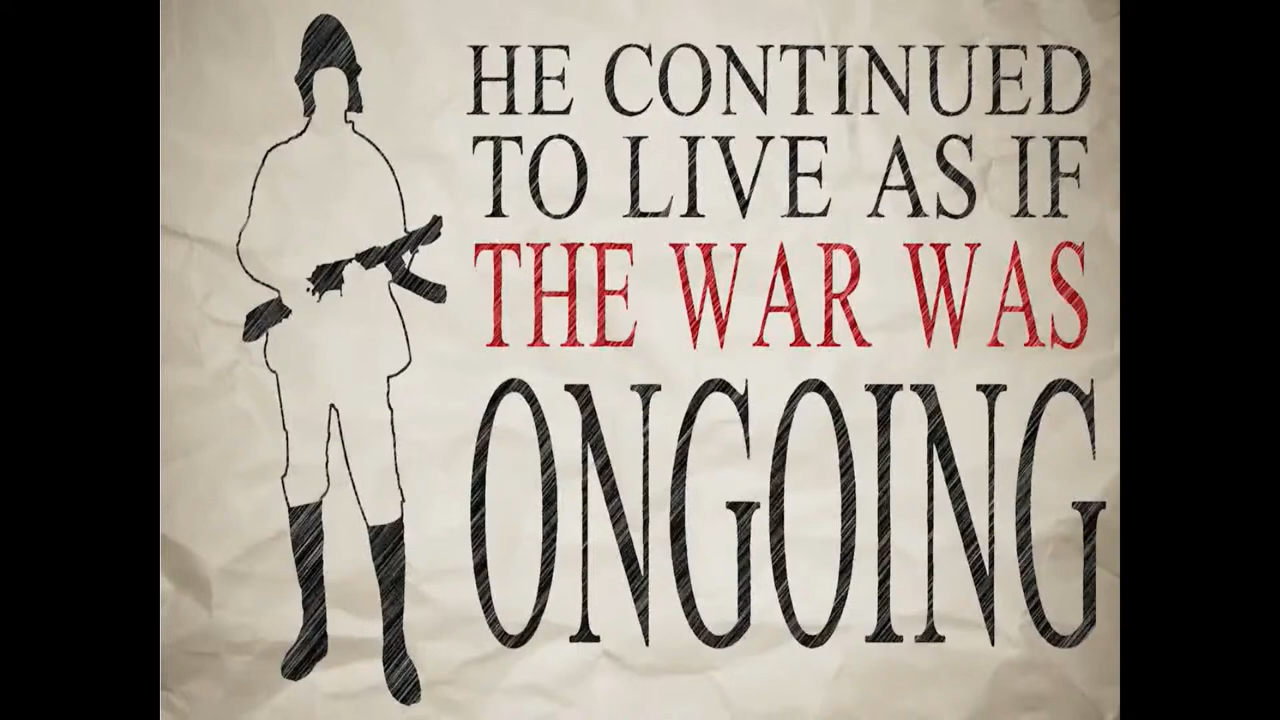 HE CONTINUED
TO LIVE AS IF
THE WAR WAS
ONGOING